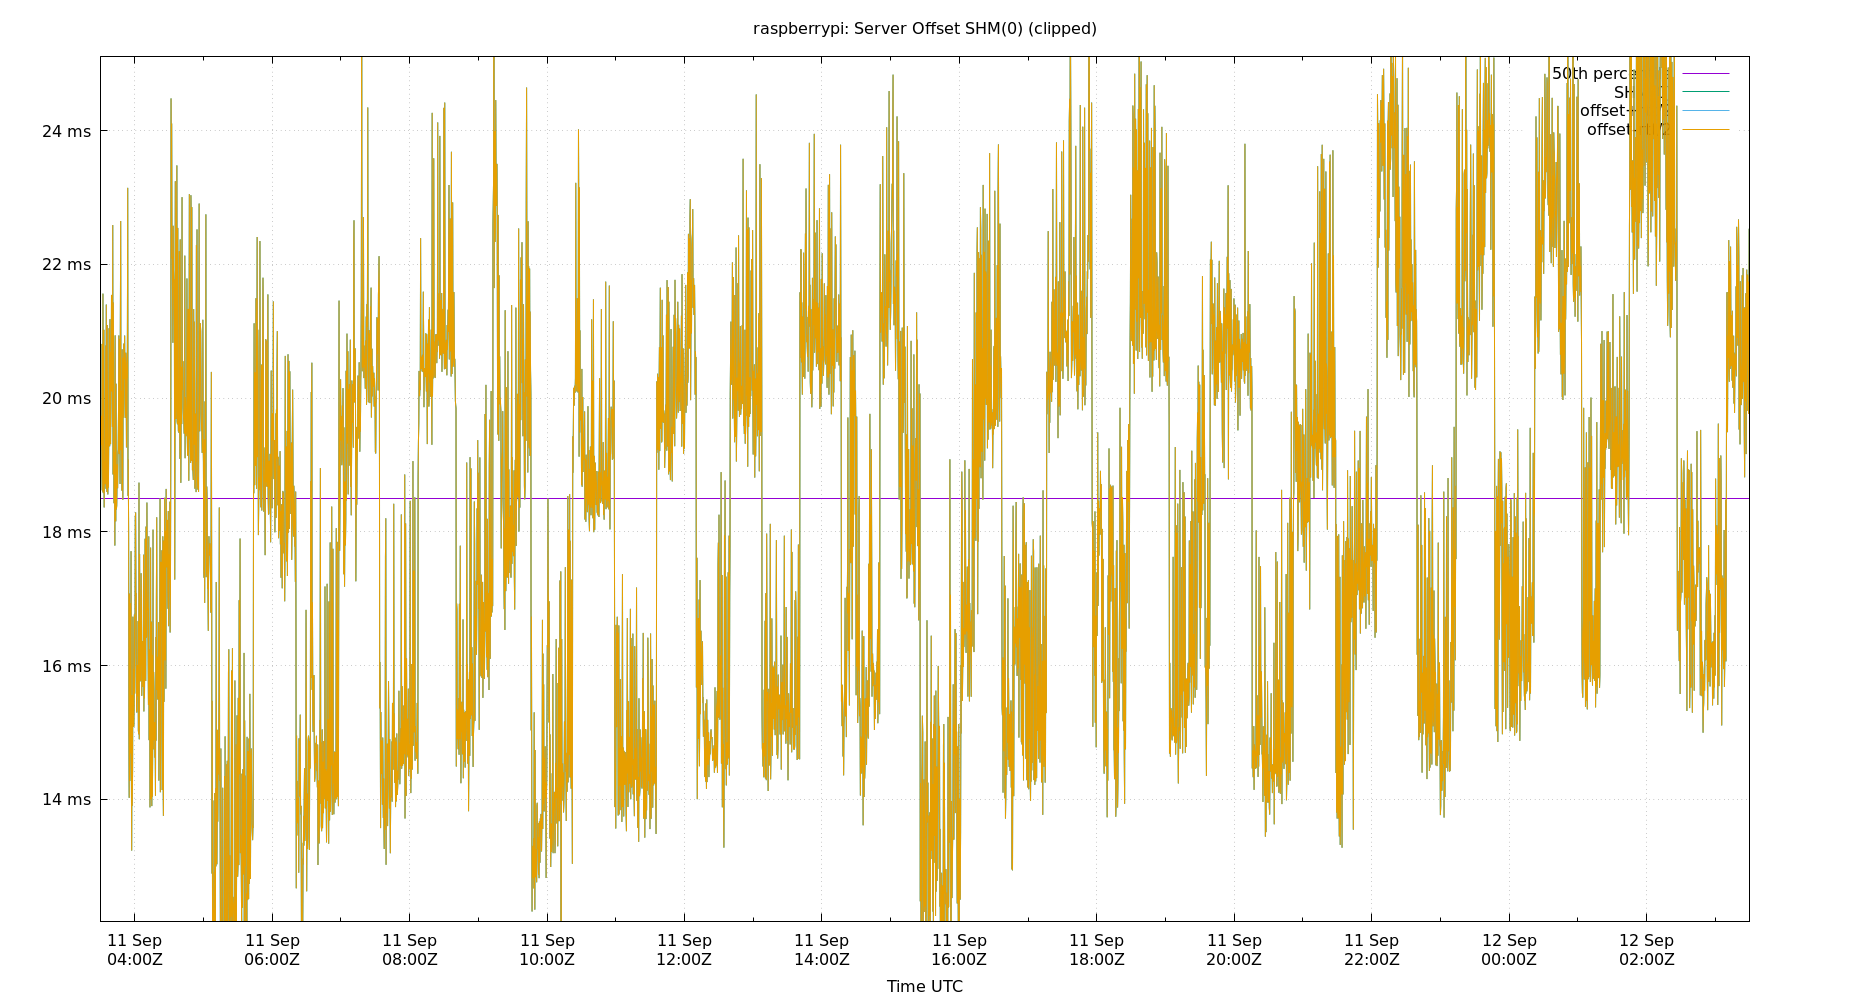 raspberrypi: Server Offset SHM(0) (clipped)
50th
24 ms
22 ms
20 ms
18 ms
16 ms
14 ms
11 Sep 11 Sep 11 Sep 11 Sep 11 Sep 11 Sep 11 Sep 11 Sep 11 Sep 11 Sep 12 Sep 12 Sep
04:00Z 06:00Z 08:00Z 10:00Z 12:00Z 14:00Z 16:00Z 18:00Z 20:00Z 22:00Z 00:00Z 02:00Z
Time UTC